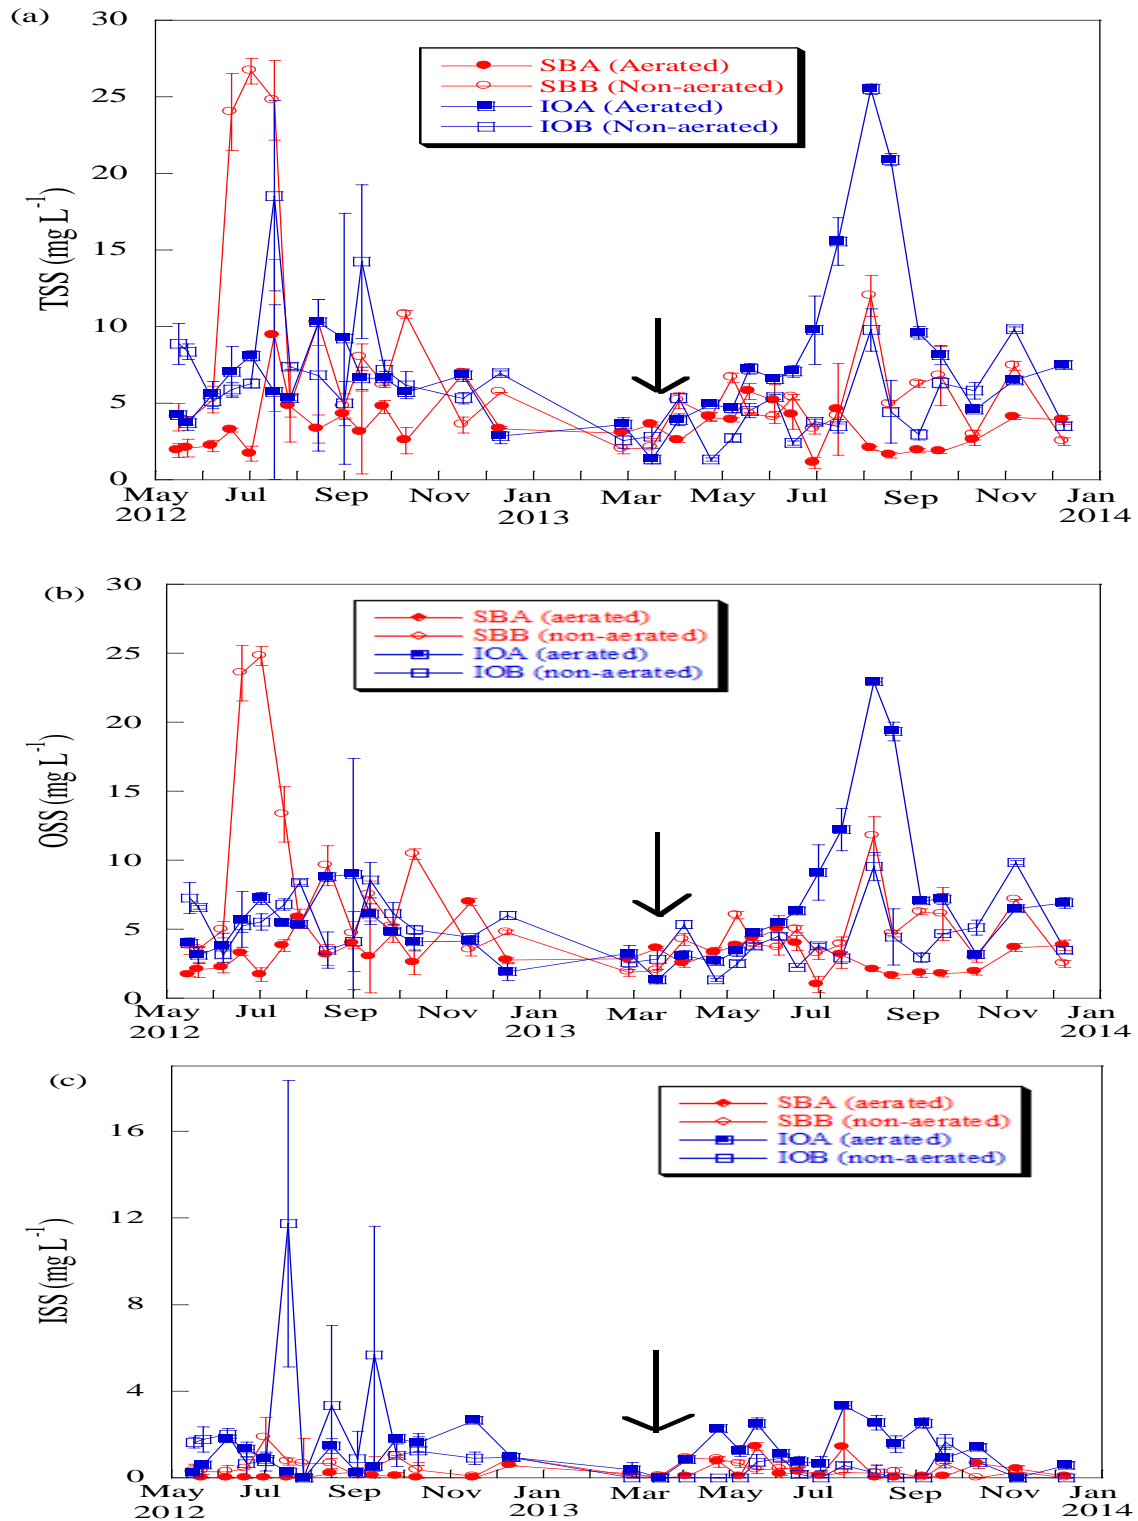 (a)
30
25
20
15
10
5
0
TSS (mg L-1)
SBA (Aerated)
SBB (Non-aerated)
IOA (Aerated)
IOB (Non-aerated)
May Jul Sep Nov Jan Mar May Jul Sep Nov Jan
2012 2013 2014
(b)
30
25
20
15
10
5
0
OSS (mg L-1)
SBA (aerated)
SBB (non-aerated)
IOA (aerated)
IOB (non-aerated)
May Jul Sep Nov Jan Mar May Jul Sep Nov Jan
2012 2013 2014
(c)
16
12
8
4
0
ISS (mg L-1)
SBA (aerated)
SBB (non-aerated)
IOA (aerated)
IOB (non-aerated)
May Jul Sep Nov Jan Mar May Jul Sep Nov Jan
2012 2013 2014